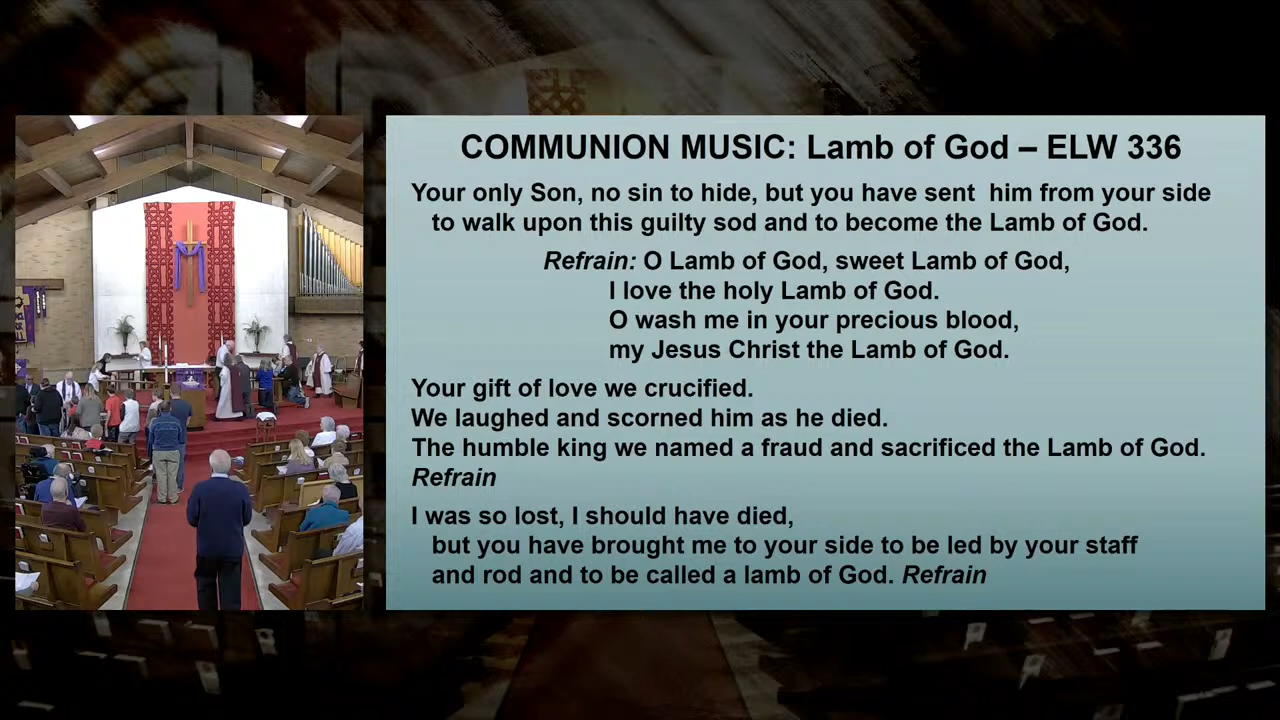 COMMUNION MUSIC: Lamb of God – ELW 336
Your only Son, no sin to hide, but you have sent  him from your side
to walk upon this guilty sod and to become the Lamb of God.
Refrain: O Lamb of God, sweet Lamb of God,
I love the holy Lamb of God.
O wash me in your precious blood,
my Jesus Christ the Lamb of God.
Your gift of love we crucified.
We laughed and scorned him as he died.
The humble king we named a fraud and sacrificed the Lamb of God.
Refrain
I was so lost, I should have died,
but you have brought me to your side to be led by your staff
and rod and to be called a lamb of God. Refrain